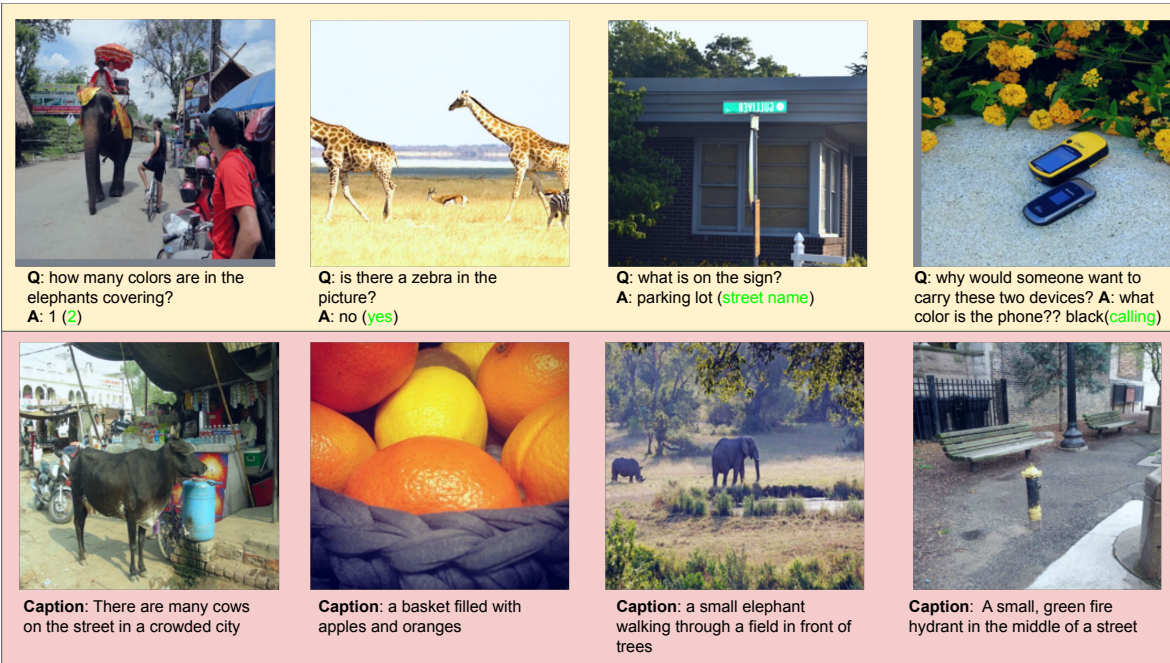 Q: how many colors are in the
elephants covering?
A: 1 (2)
Q: is there a zebra in the
picture?
A: no (yes)
GULLIVER
Q: what is on the sign?
A: parking lot (street name)
Q: why would someone want to
carry these two devices? A: what
color is the phone?? black(calling)
Caption: There are many cows
on the street in a crowded city
Caption: a basket filled with
apples and oranges
Caption: a small elephant
walking through a field in front of
trees
Caption:  A small, green fire
hydrant in the middle of a street